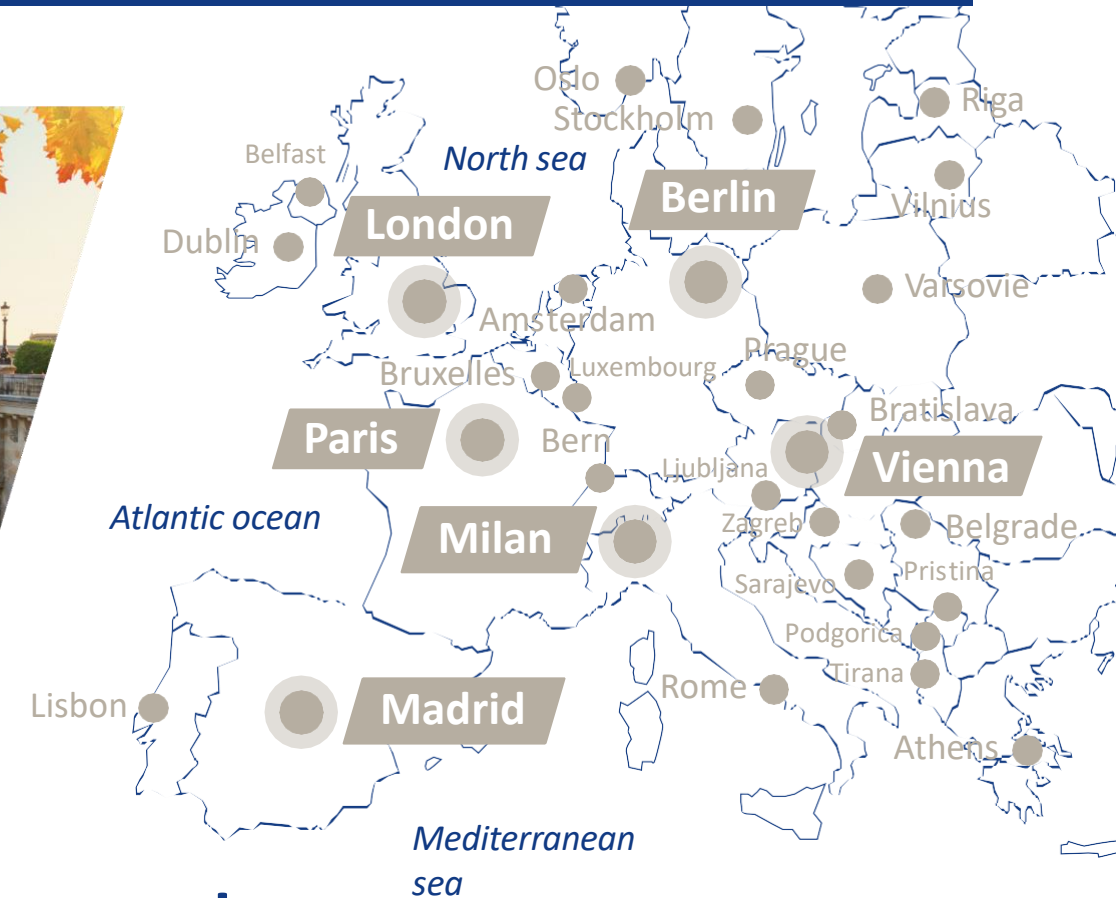 Oslo
Riga
Stockholm
Belfast
North sea
Berlin
Vilnius
London
Dublin
Varsovie
Amsterdam
Prague
Luxembourg
Bruxelles
Bratislava
Paris
Bern
Vienna
Ljubljana
Atlantic ocean
Zagreb
Belgrade
Milan
Pristina
Sarajevo
Podgorica
Tirana
Rome
Lisbon
Madrid
Athens
Mediterranean
sea